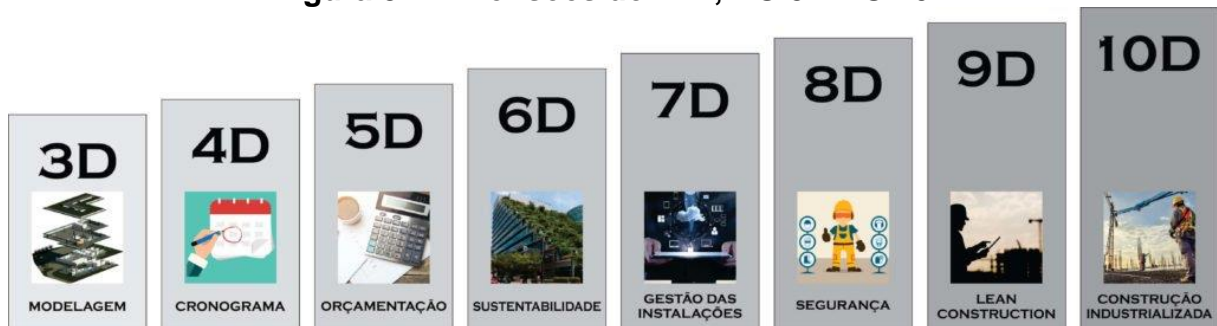 3D
MODELAGEM
4D
CRONOGRAMA
5D
ORÇAMENTAÇÃO
6D
SUSTENTABILIDADE
7D
GESTÃO DAS
INSTALAÇÕES
8D
SEGURANÇA
9D
LEAN
CONSTRUCTION
10D
CONSTRUÇÃO
INDUSTRIALIZADA